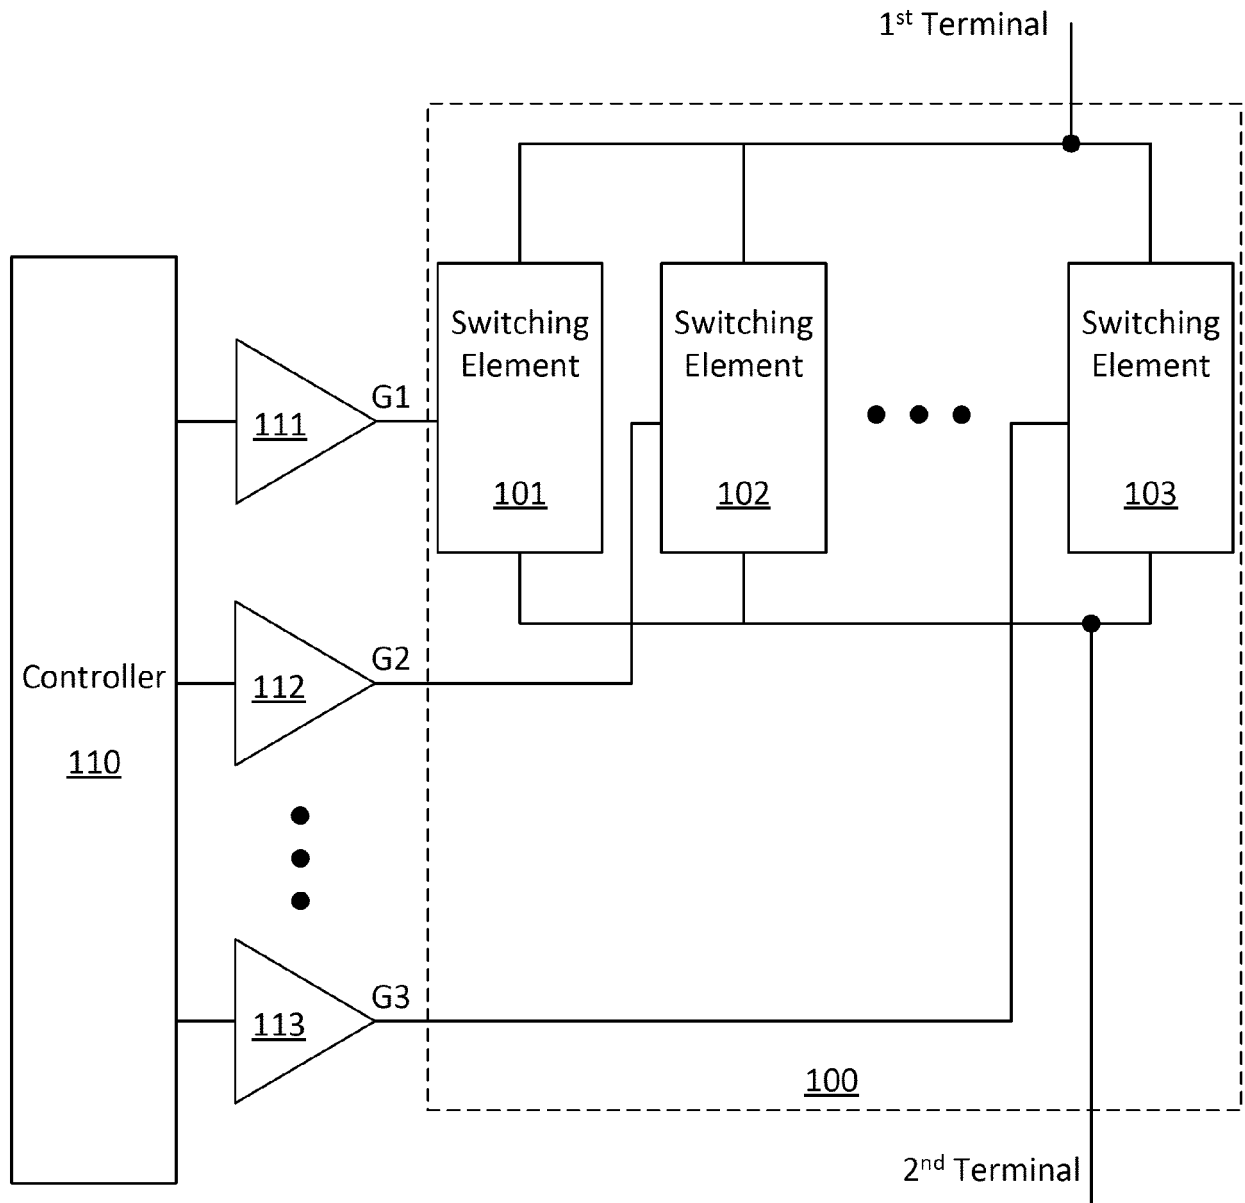 1st Terminal
Switching
Element
101
Switching
Element
102
Switching
Element
103
111
G1
Controller
110
112
G2
113
G3
100
2nd Terminal